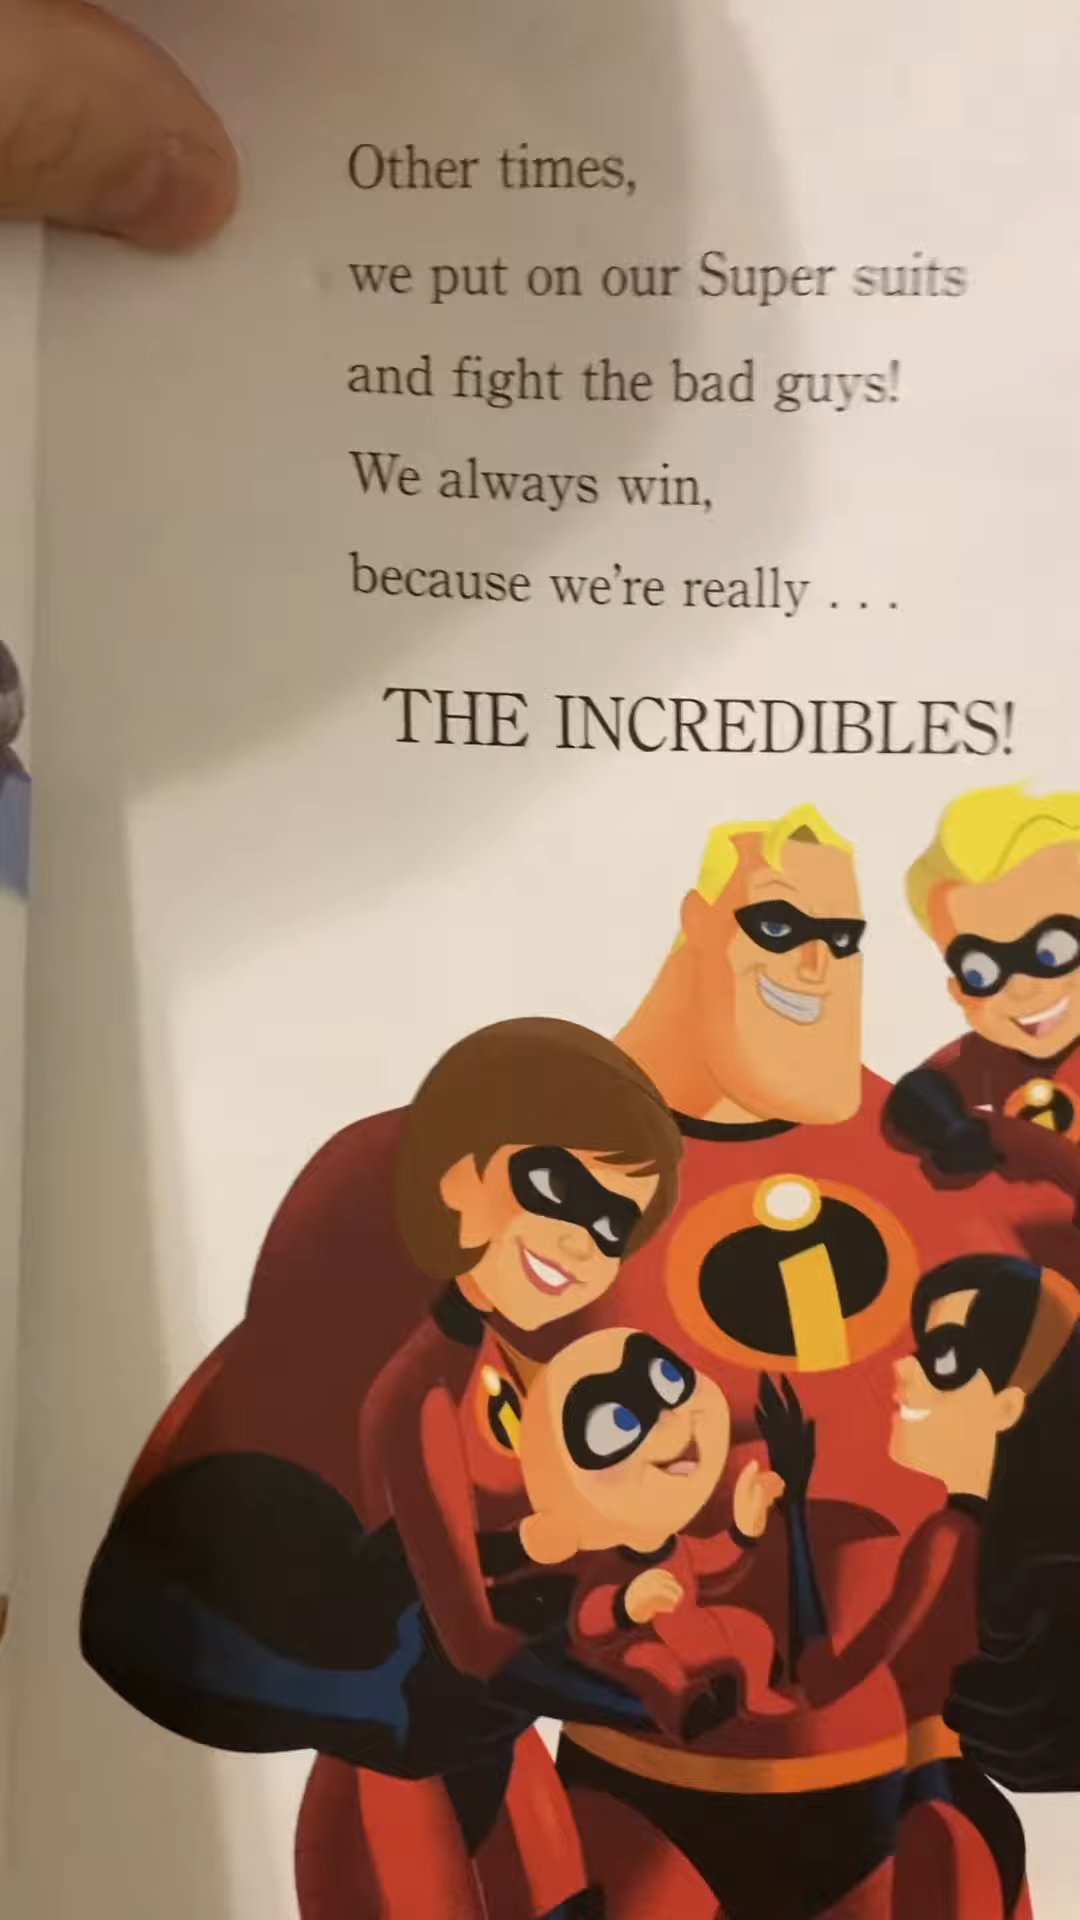 Other times,
we put on our Super suits
and fight the bad guys!
We always win,
because we're really . . .
THE INCREDIBLES!